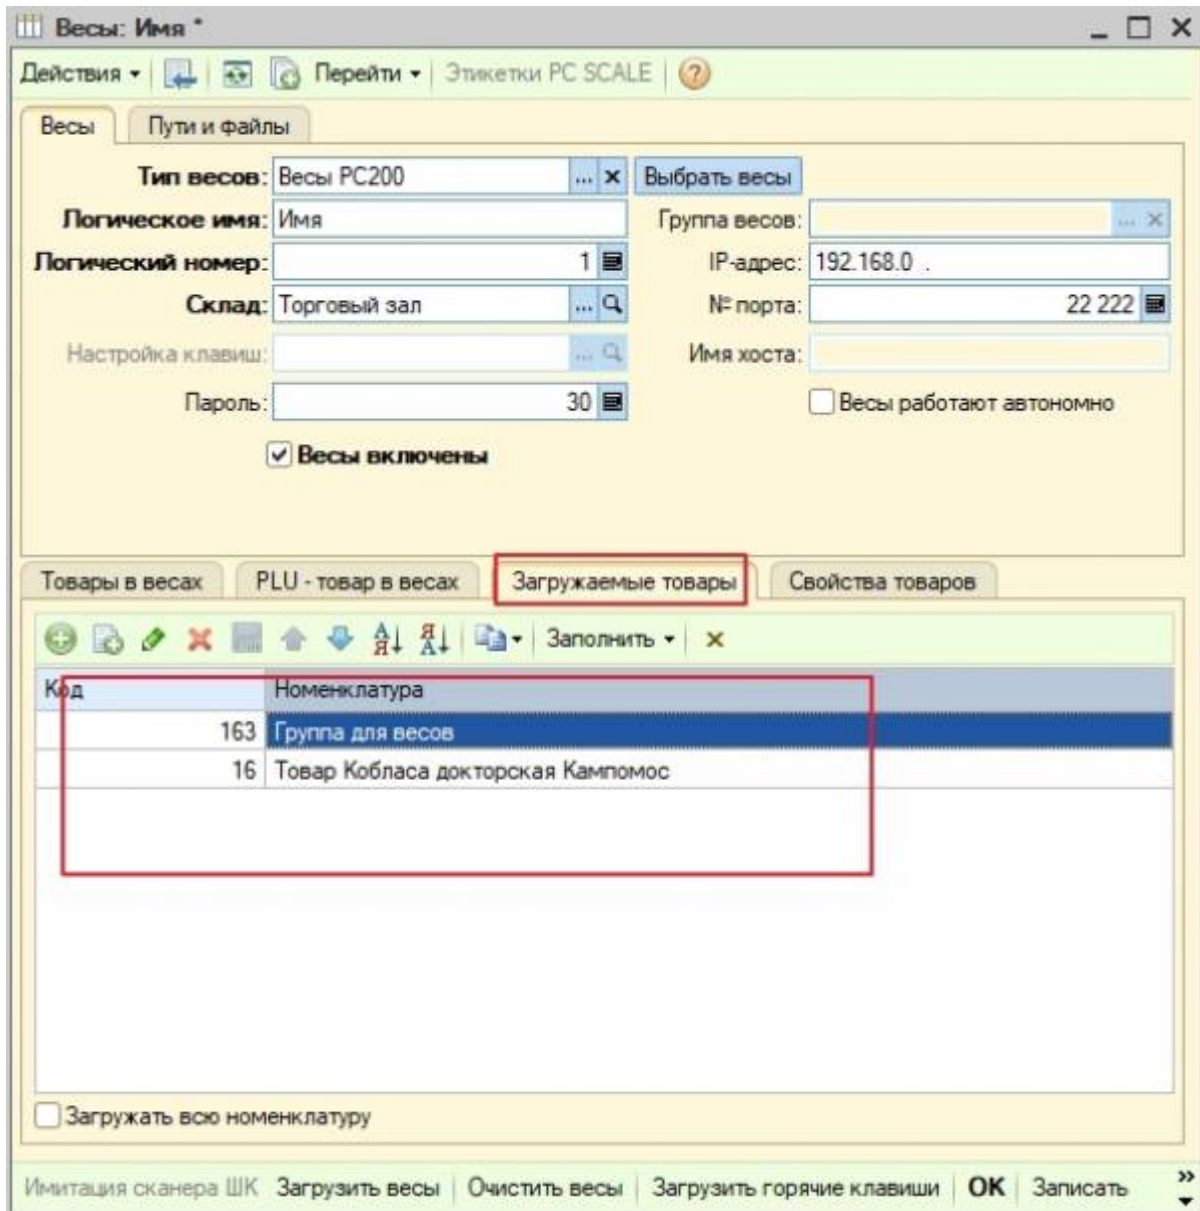 Весы: Имя *
Действия Перейти Этикетки PC SCALE ?
Весы Пути и файлы
Тип весов: Весы PC200 ... x Выбрать весы
Логическое имя: Имя Группа весов: ... x
Логический номер: 1 IP-адрес: 192.168.0 .
Склад: Торговый зал ... № порта: 22 222
Настройка клавиш: ... Имя хоста:
Пароль: 30 Весы работают автономно
Весы включены
Товары в весах PLU - товар в весах Загружаемые товары Свойства товаров
Заполнить
Код Номенклатура
163 Группа для весов
16 Товар Кобласа докторская Кампомос
Загружать всю номенклатуру
Имитация сканера ШК Загрузить весы Очистить весы Загрузить горячие клавиши OK Записать »